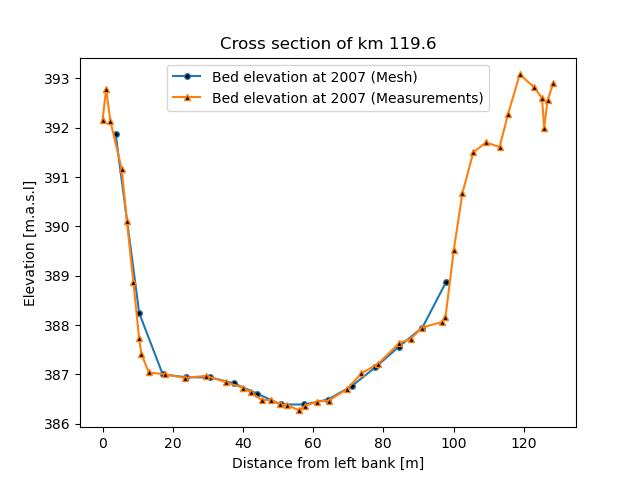 Cross section of km 119.6
Bed elevation at 2007 (Mesh)
Bed elevation at 2007 (Measurements)
Elevation [m.a.s.l]
393
392
391
390
389
388
387
386
0 20 40 60 80 100 120
Distance from left bank [m]